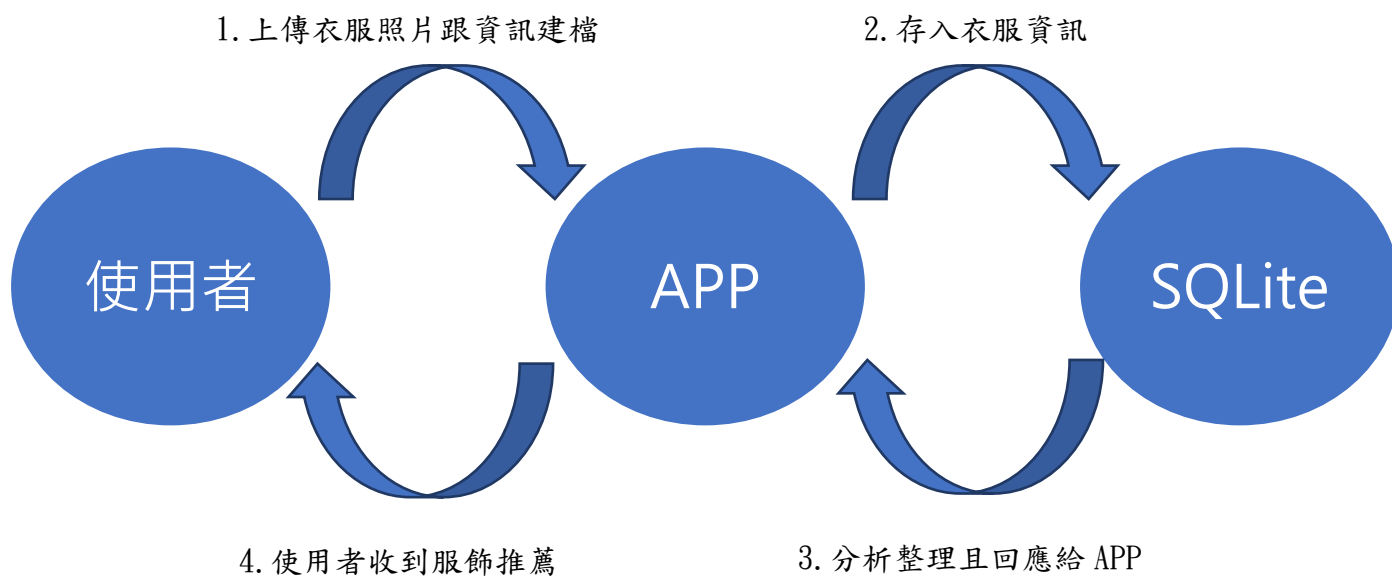 1.上傳衣服照片跟資訊建檔
2.存入衣服資訊
使用者
APP
SQLite
4.使用者收到服飾推薦
3.分析整理且回應給 APP